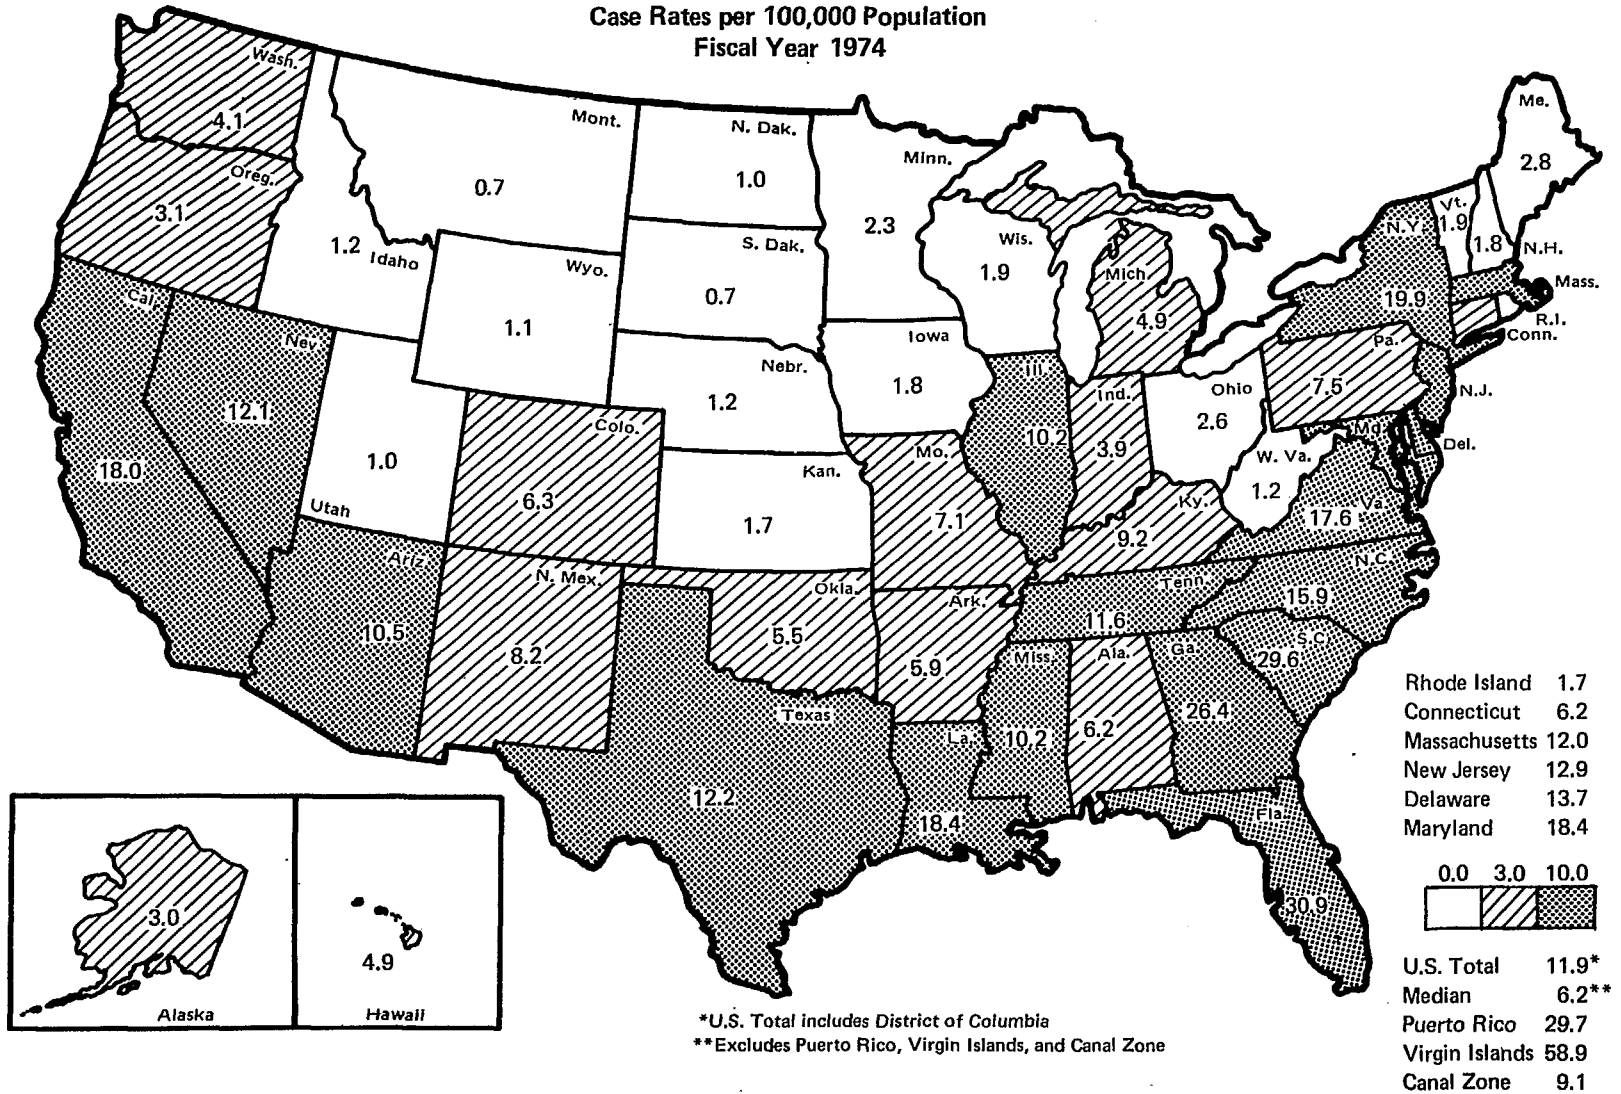 Case Rates per 100,000 Population
Fiscal Year 1974
Wash.
4.1
Oreg.
3.1
Mont.
0.7
1.2
Idaho
Wyo.
1.1
N. Dak.
1.0
S. Dak.
0.7
Nebr.
1.2
Kan.
1.7
Minn.
2.3
Wis.
1.9
Iowa
1.8
Mich.
4.9
Me.
2.8
Vt.
1.9
1.8
N.H.
N.Y.
19.9
Mass.
R.I.
Conn.
Pa.
7.5
N.J.
Md.
Del.
Cal.
18.0
Nev.
12.1
1.0
Utah
Colo.
6.3
Ariz.
10.5
N. Mex.
8.2
Okla.
5.5
Texas
12.2
Mo.
7.1
Ark.
5.9
La.
18.4
Ill.
10.2
Ind.
3.9
Ohio
2.6
W. Va.
1.2
Ky.
9.2
Va.
17.6
Tenn.
11.6
N.C.
15.9
S.C.
29.6
Miss.
10.2
Ala.
6.2
Ga.
26.4
Fla.
30.9
3.0
Alaska
4.9
Hawaii
Rhode Island 1.7
Connecticut 6.2
Massachusetts 12.0
New Jersey 12.9
Delaware 13.7
Maryland 18.4
0.0 3.0 10.0
U.S. Total 11.9*
Median 6.2**
Puerto Rico 29.7
Virgin Islands 58.9
Canal Zone 9.1
*U.S. Total includes District of Columbia
**Excludes Puerto Rico, Virgin Islands, and Canal Zone